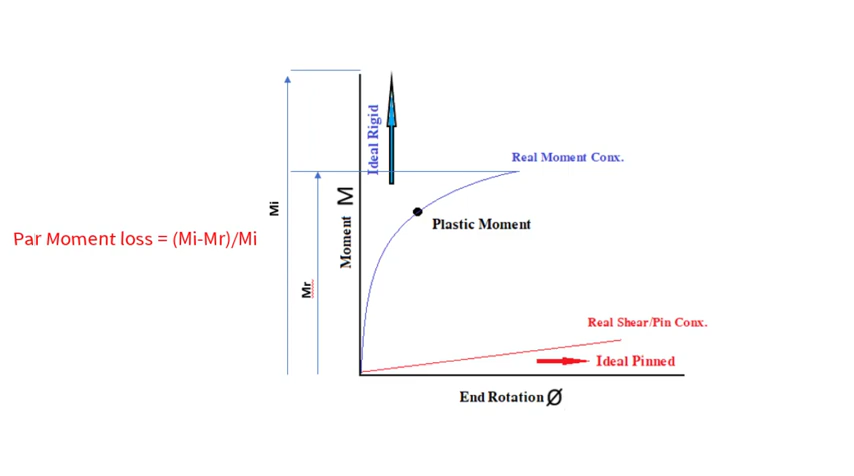 Ideal Rigid
Real Moment Conx.
Mi
Moment M
Plastic Moment
Par Moment loss = (Mi-Mr)/Mi
Mr
Real Shear/Pin Conx.
Ideal Pinned
End Rotation Ø